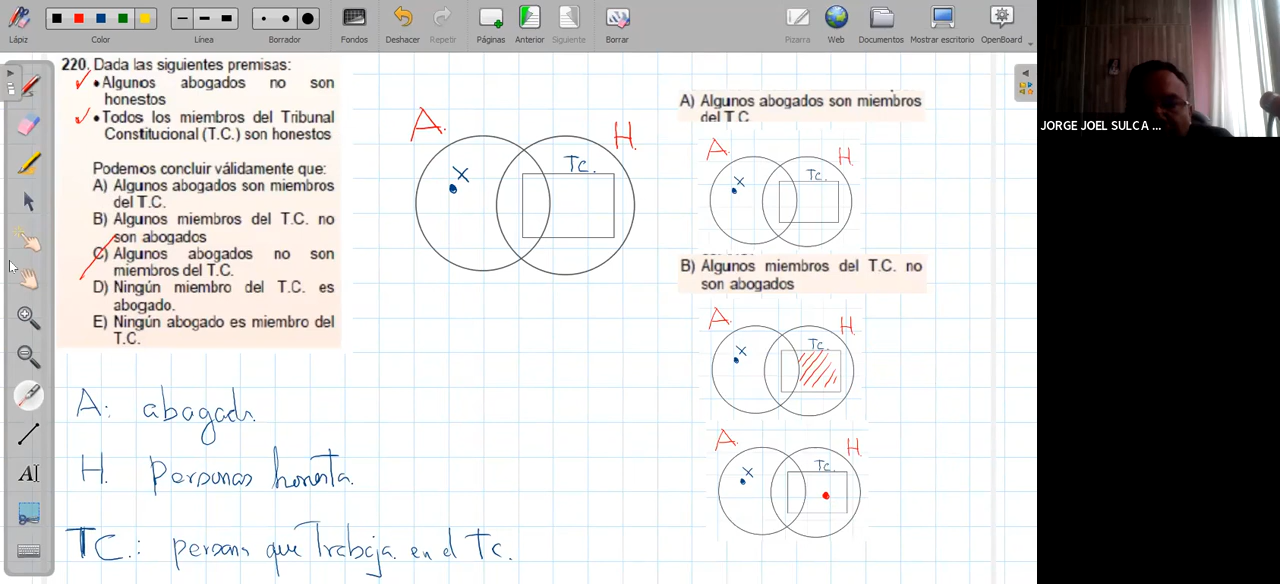 Lápiz
Color
Línea
Borrador
Fondos
Deshacer
Repetir
Páginas
Anterior
Siguiente
Borrar
Pizarra
Web
Documentos
Mostrar escritorio
OpenBoard
220. Dada las siguientes premisas:
• Algunos abogados no son
honestos
• Todos los miembros del Tribunal
Constitucional (T.C.) son honestos
Podemos concluir válidamente que:
A) Algunos abogados son miembros
del T.C.
B) Algunos miembros del T.C. no
son abogados
C) Algunos abogados no son
miembros del T.C.
D) Ningún miembro del T.C. es
abogado.
E) Ningún abogado es miembro del
T.C.
A: abogado.
H. Personas honesta.
TC.: persona que Trabaja en el Tc.
A.
H.
X
Tc.
A) Algunos abogados son miembros
del T.C
A
H.
X
Tc.
B) Algunos miembros del T.C. no
son abogados
A
H.
X
Tc.
A
H.
X
Tc.
JORGE JOEL SULCA ...